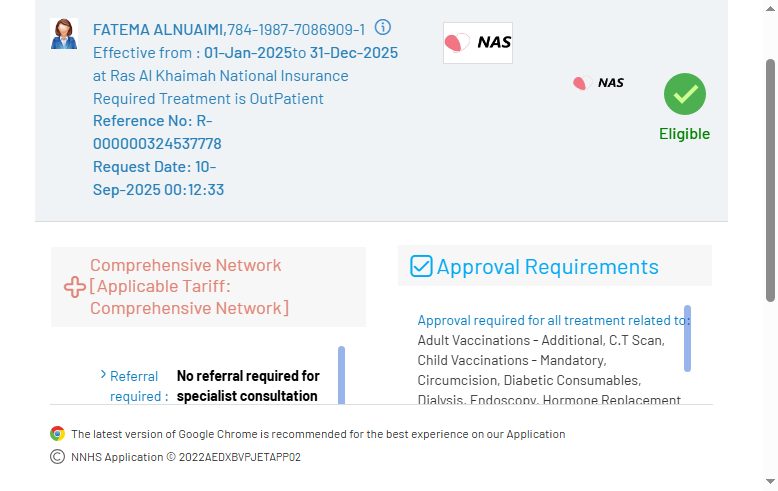 FATEMA ALNUAIMI,784-1987-7086909-1
Effective from : 01-Jan-2025to 31-Dec-2025
at Ras Al Khaimah National Insurance
Required Treatment is OutPatient
Reference No: R-
000000324537778
Request Date: 10-
Sep-2025 00:12:33
NAS
NAS
Eligible
Comprehensive Network
[Applicable Tariff:
Comprehensive Network]
Referral required : No referral required for specialist consultation
Approval Requirements
Approval required for all treatment related to:
Adult Vaccinations - Additional, C.T Scan,
Child Vaccinations - Mandatory,
Circumcision, Diabetic Consumables,
Dialysis, Endoscopy, Hormone Replacement
The latest version of Google Chrome is recommended for the best experience on our Application
NNHS Application © 2022AEDXBVPJETAPP02